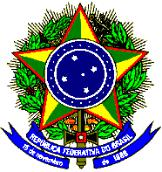 REPÚBLICA FEDERATIVA DO BRASIL
15 de novembro
de 1889